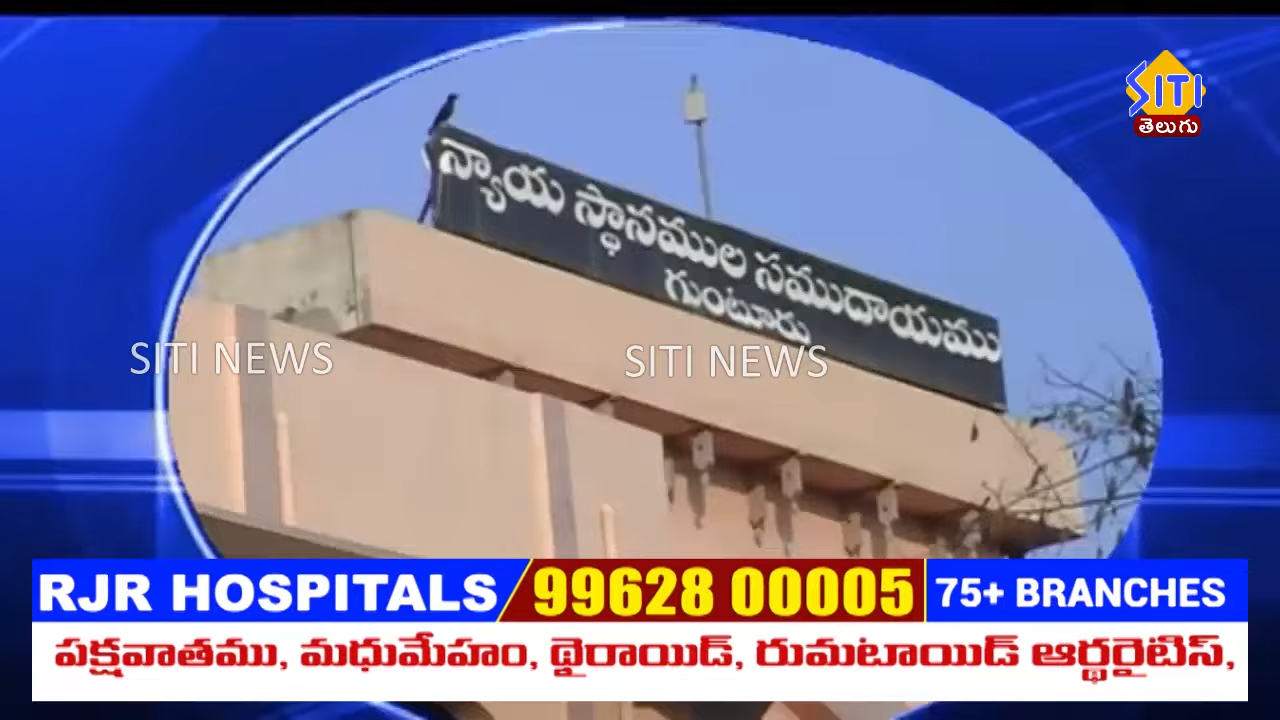 SITI
తెలుగు
న్యాయ స్థానముల సముదాయము
గుంటూరు
SITI NEWS
SITI NEWS
RJR HOSPITALS
99628 00005
75+ BRANCHES
పక్షవాతము, మధుమేహం, థైరాయిడ్, రుమటాయిడ్ ఆర్థరైటిస్,